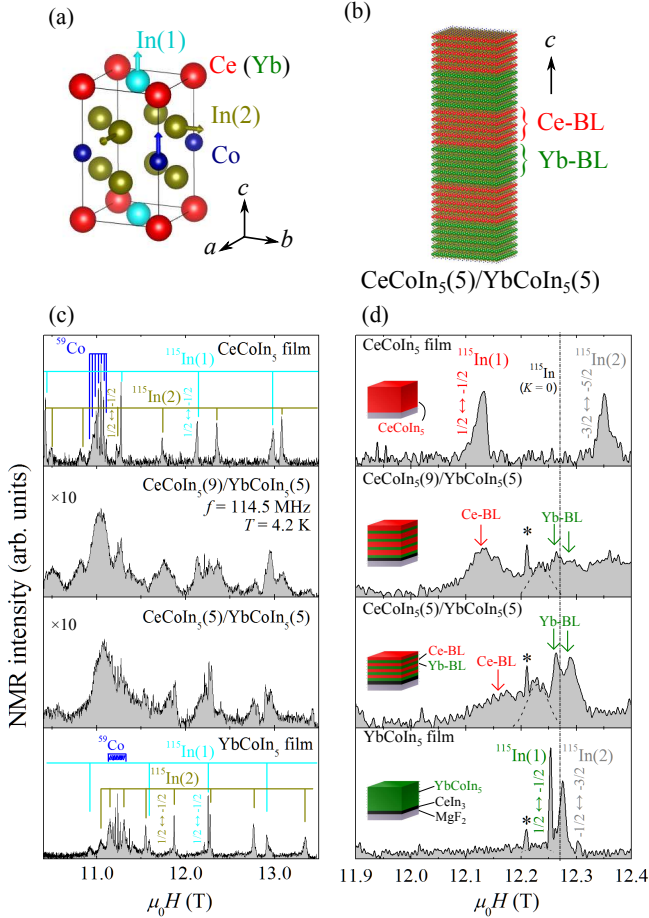 (a)
In(1)
Ce (Yb)
In(2)
Co
c
a
b
(b)
c
Ce-BL
Yb-BL
CeCoIn₅(5)/YbCoIn₅(5)
(c)
NMR intensity (arb. units)
⁵⁹Co
CeCoIn₅ film
¹¹⁵In(1)
¹¹⁵In(2)
1/2 ↔ -1/2
1/2 ↔ -1/2
×10
CeCoIn₅(9)/YbCoIn₅(5)
f = 114.5 MHz
T = 4.2 K
CeCoIn₅(5)/YbCoIn₅(5)
×10
YbCoIn₅ film
⁵⁹Co
¹¹⁵In(1)
¹¹⁵In(2)
1/2 ↔ -1/2
1/2 ↔ -1/2
11.0 12.0 13.0
μ₀H (T)
(d)
CeCoIn₅ film
¹¹⁵In(1)
¹¹⁵In
(K = 0)
¹¹⁵In(2)
1/2 ↔ -1/2
-3/2 ↔ -5/2
CeCoIn₅
CeCoIn₅(9)/YbCoIn₅(5)
Ce-BL
Yb-BL
*
CeCoIn₅(5)/YbCoIn₅(5)
Yb-BL
Ce-BL
Yb-BL
Ce-BL
*
YbCoIn₅ film
¹¹⁵In(1)
¹¹⁵In(2)
YbCoIn₅
CeIn₃
MgF₂
1/2 ↔ -1/2
-1/2 ↔ -3/2
*
11.9 12.0 12.1 12.2 12.3 12.4
μ₀H (T)